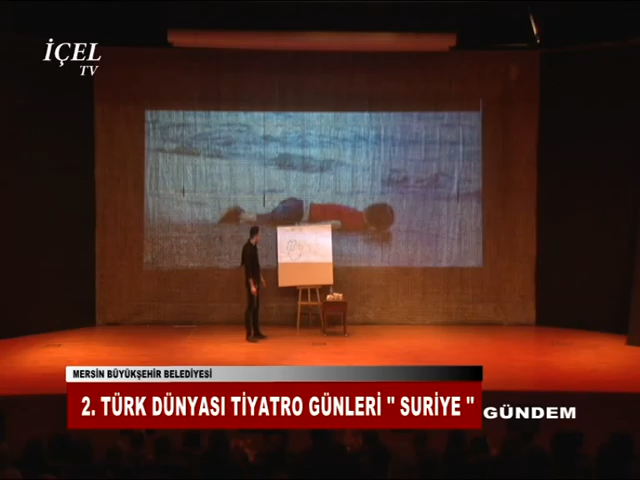 İÇEL
TV
MERSİN BÜYÜKŞEHİR BELEDİYESİ
2. TÜRK DÜNYASI TİYATRO GÜNLERİ " SURİYE "
GÜNDEM